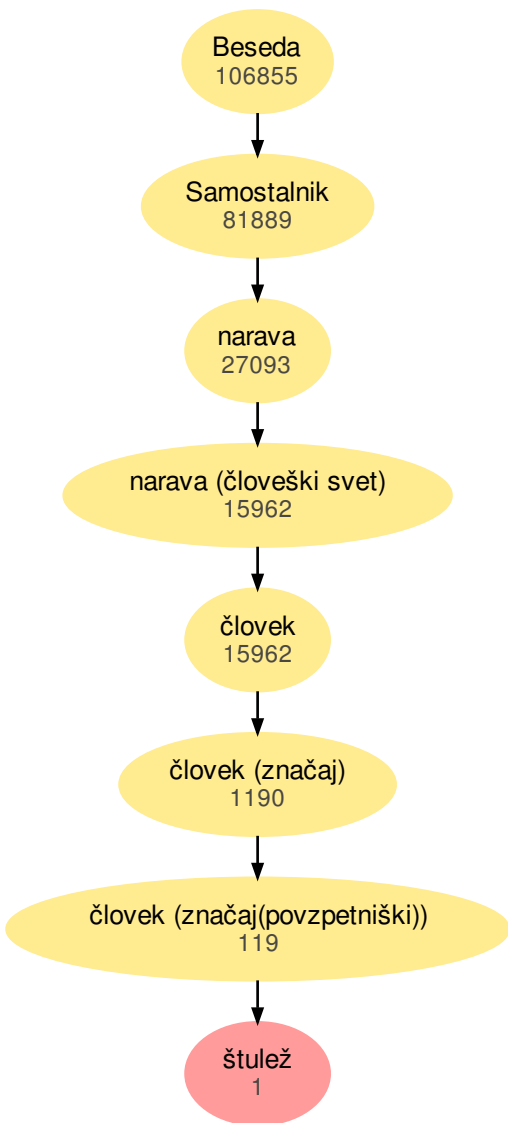 Beseda
106855
Samostalnik
81889
narava
27093
narava (človeški svet)
15962
človek
15962
človek (značaj)
1190
človek (značaj(povzpetniški))
119
štulež
1